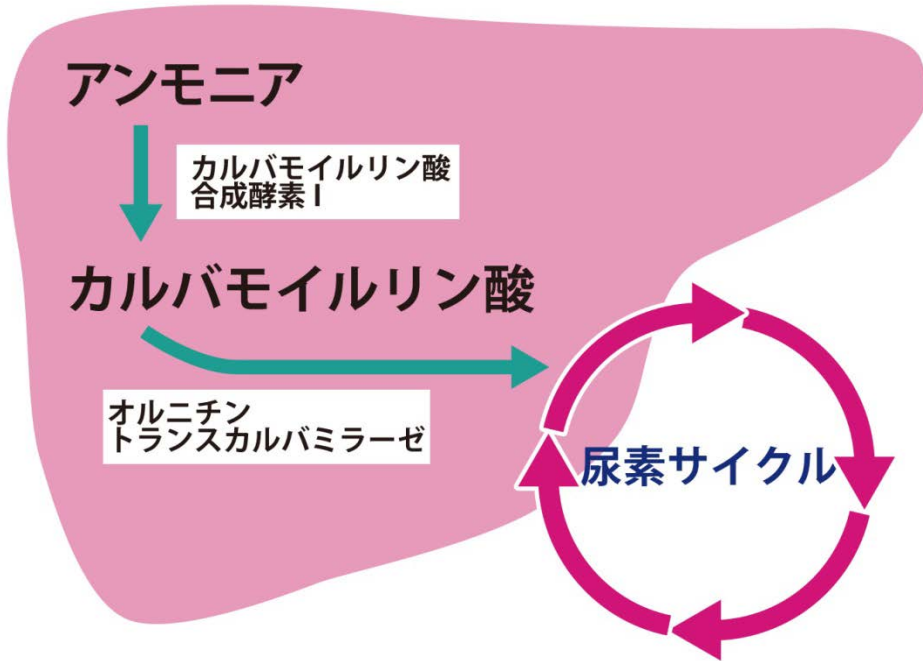 アンモニア
カルバモイルリン酸
合成酵素 I
カルバモイルリン酸
オルニチン
トランスカルバミラーゼ
尿素サイクル